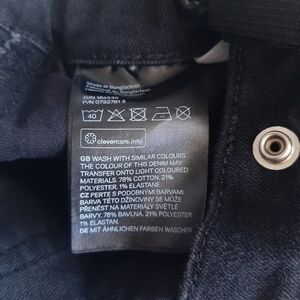 Made in Bangladesh
P/N 0732781 3
40
clevercare.info
GB WASH WITH SIMILAR COLOURS.
THE COLOUR OF THIS DENIM MAY
TRANSFER ONTO LIGHT COLOURED
MATERIALS. 78% COTTON. 21%
POLYESTER. 1% ELASTANE.
CZ PERTE S PODOBNÝMI BARVAMI.
BARVA TÉTO DŽÍNOVINY SE MŮŽE
PŘENÉST NA MATERIÁLY SVĚTLÉ
BARVY. 78% BAVLNA. 21% POLYESTER.
1% ELASTAN.
DE MIT ÄHNLICHEN FARBEN WASCHEN.